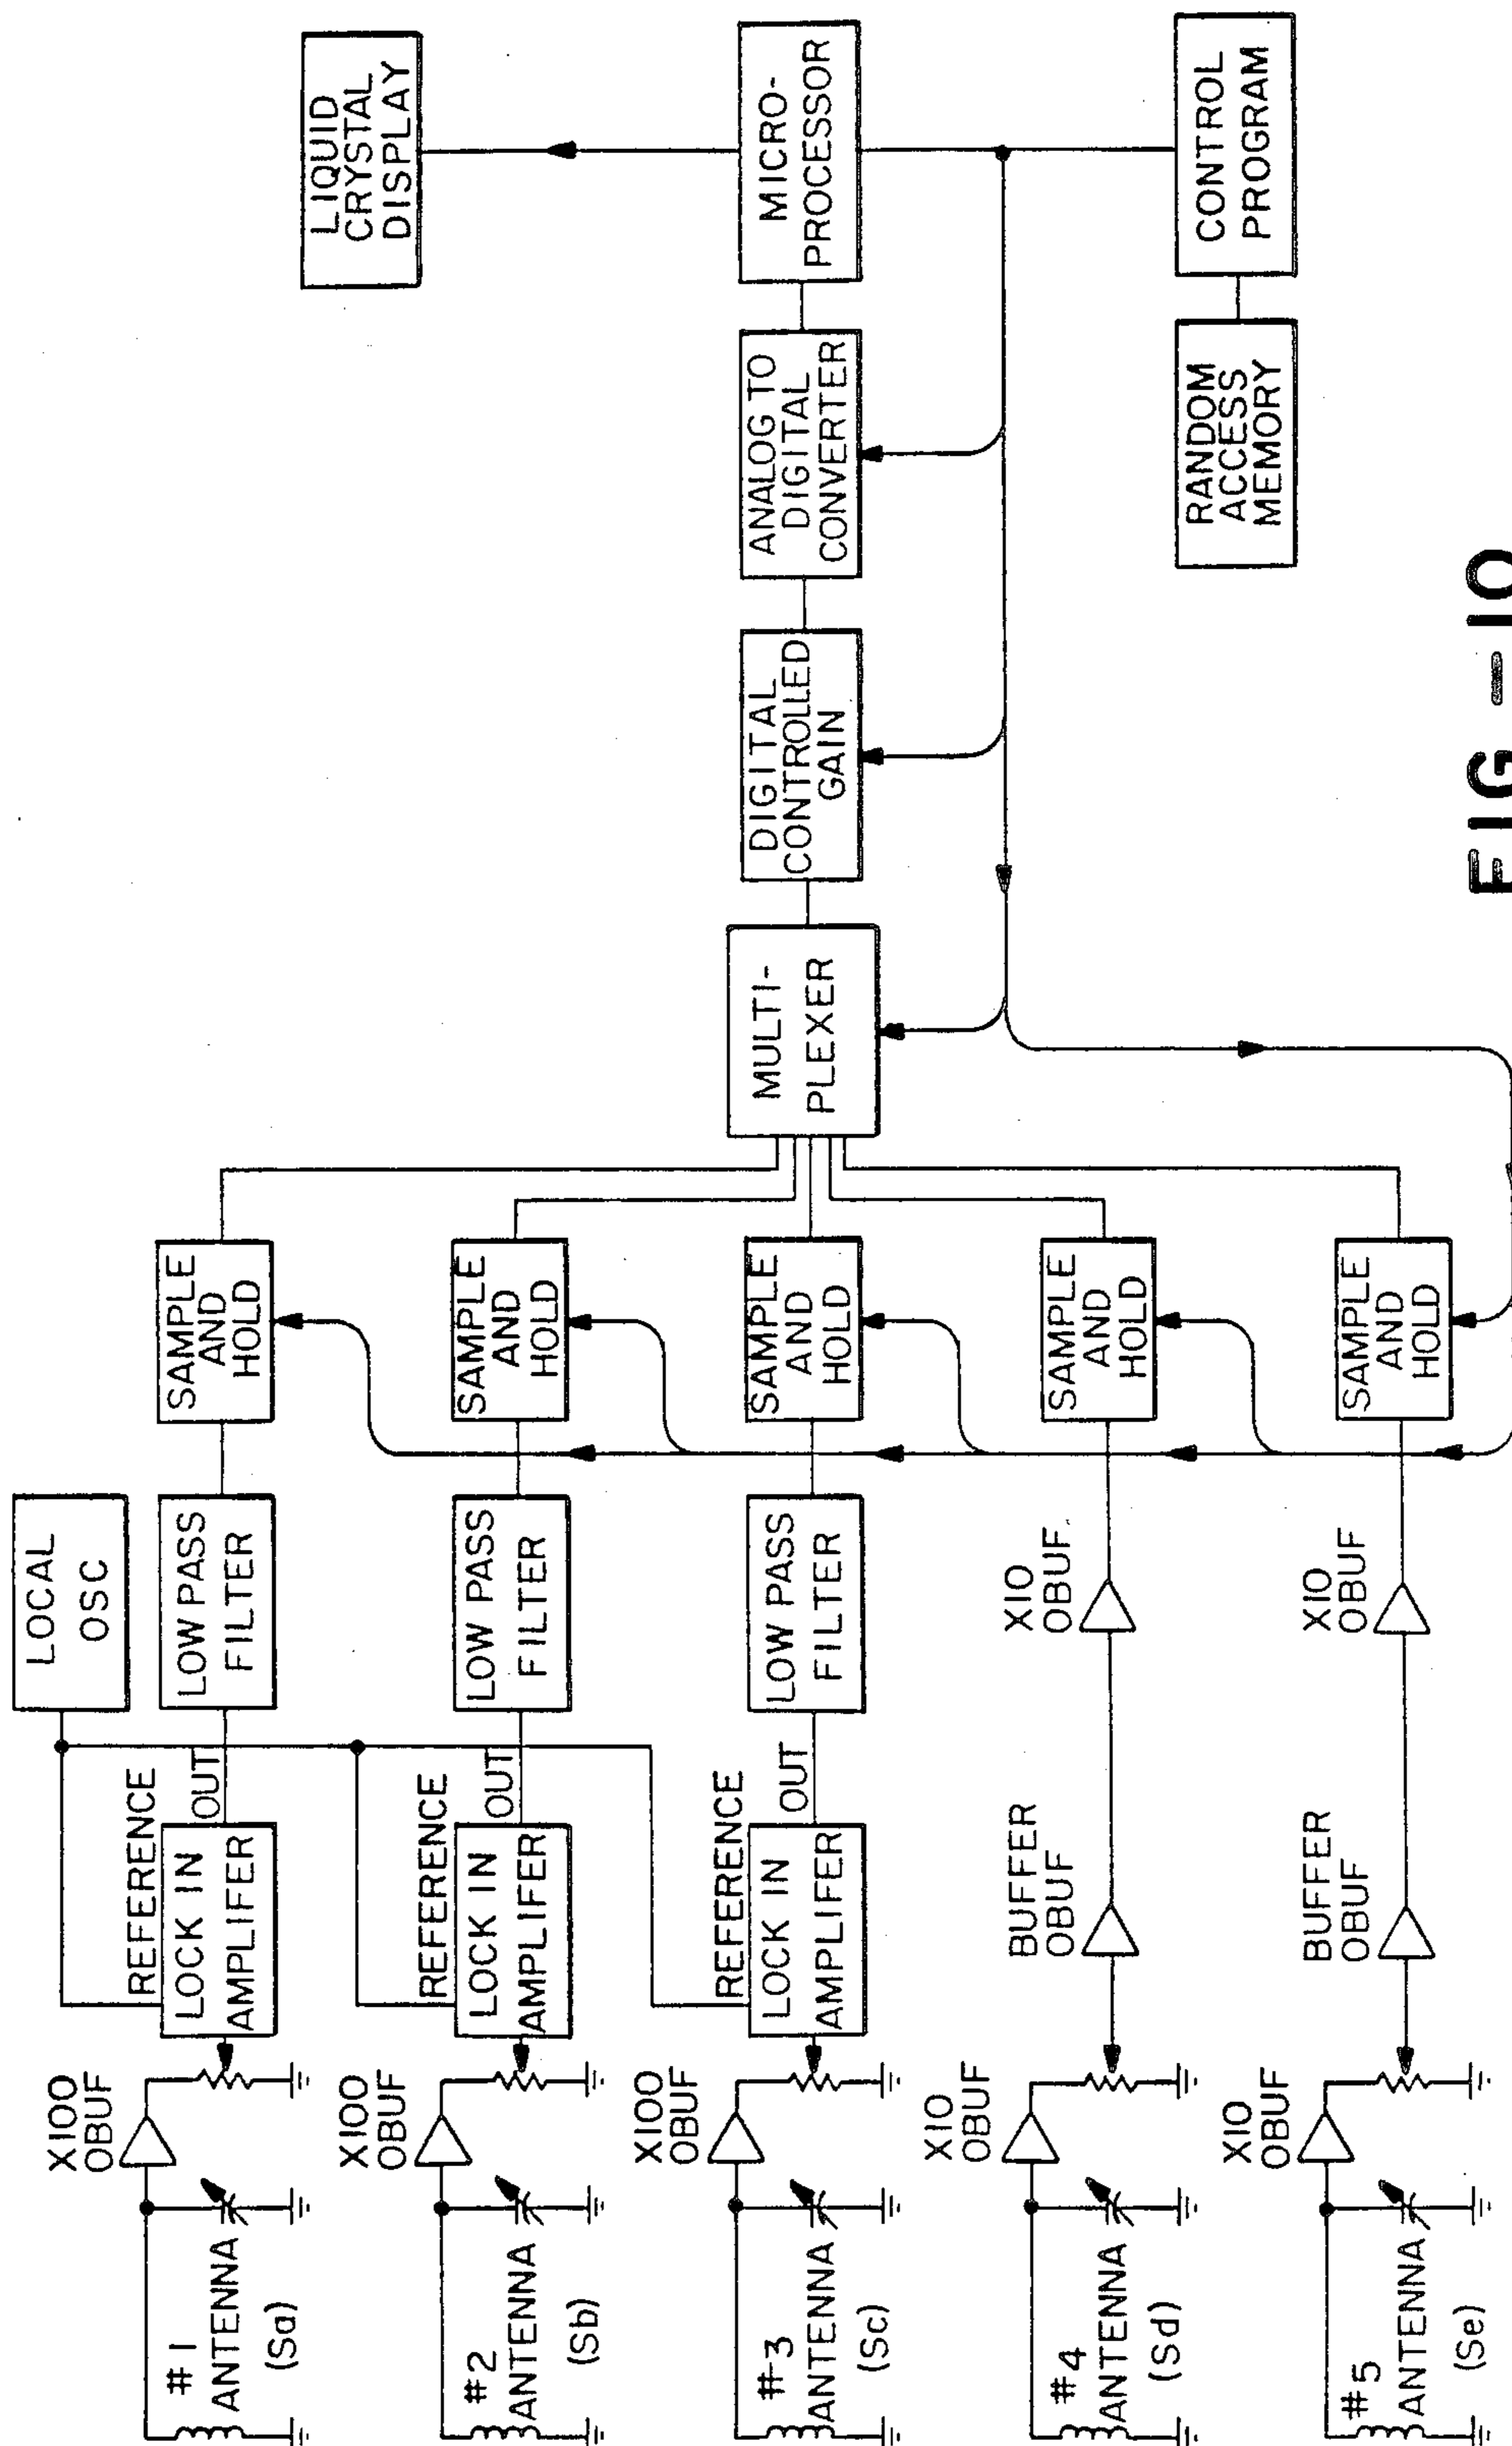 LOCAL
OSC
#1
ANTENNA
(Sa)
X100
OBUF
REFERENCE
LOCK IN
AMPLIFER
OUT
LOW PASS
FILTER
SAMPLE
AND
HOLD
#2
ANTENNA
(Sb)
X100
OBUF
REFERENCE
LOCK IN
AMPLIFER
OUT
LOW PASS
FILTER
SAMPLE
AND
HOLD
#3
ANTENNA
(Sc)
X100
OBUF
REFERENCE
LOCK IN
AMPLIFER
OUT
LOW PASS
FILTER
SAMPLE
AND
HOLD
#4
ANTENNA
(Sd)
X10
OBUF
BUFFER
OBUF
X10
OBUF.
SAMPLE
AND
HOLD
#5
ANTENNA
(Se)
X10
OBUF
BUFFER
OBUF
X10
OBUF
SAMPLE
AND
HOLD
MULTI-
PLEXER
DIGITAL
CONTROLLED
GAIN
ANALOG TO
DIGITAL
CONVERTER
MICRO-
PROCESSOR
LIQUID
CRYSTAL
DISPLAY
RANDOM
ACCESS
MEMORY
CONTROL
PROGRAM
FIG-10